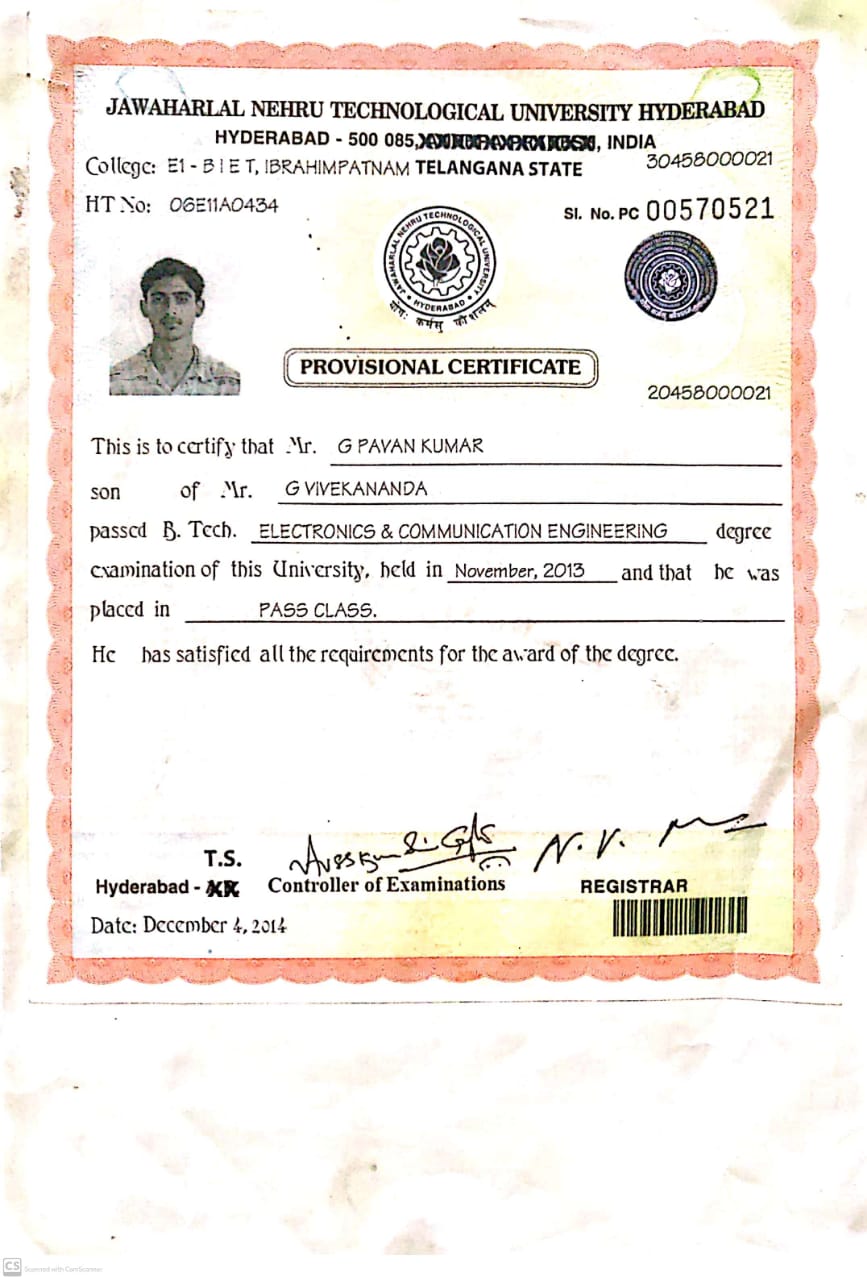 JAWAHARLAL NEHRU TECHNOLOGICAL UNIVERSITY HYDERABAD
HYDERABAD - 500 085, INDIA
College: E1 - B I E T, IBRAHIMPATNAM TELANGANA STATE
30458000021
HT No: 06E11A0434
Sl. No. PC 00570521
JAWAHARLAL NEHRU TECHNOLOGICAL UNIVERSITY
HYDERABAD
योगः कर्मसु कौशलम्
PROVISIONAL CERTIFICATE
20458000021
This is to certify that Mr. G PAVAN KUMAR
son of Mr. G VIVEKANANDA
passed B. Tech. ELECTRONICS & COMMUNICATION ENGINEERING degree
examination of this University, held in November, 2013 and that he was
placed in PASS CLASS.
He has satisfied all the requirements for the award of the degree.
T.S.
N. V.
Hyderabad -
Controller of Examinations
REGISTRAR
Date: December 4, 2014
CS Scanned with CamScanner